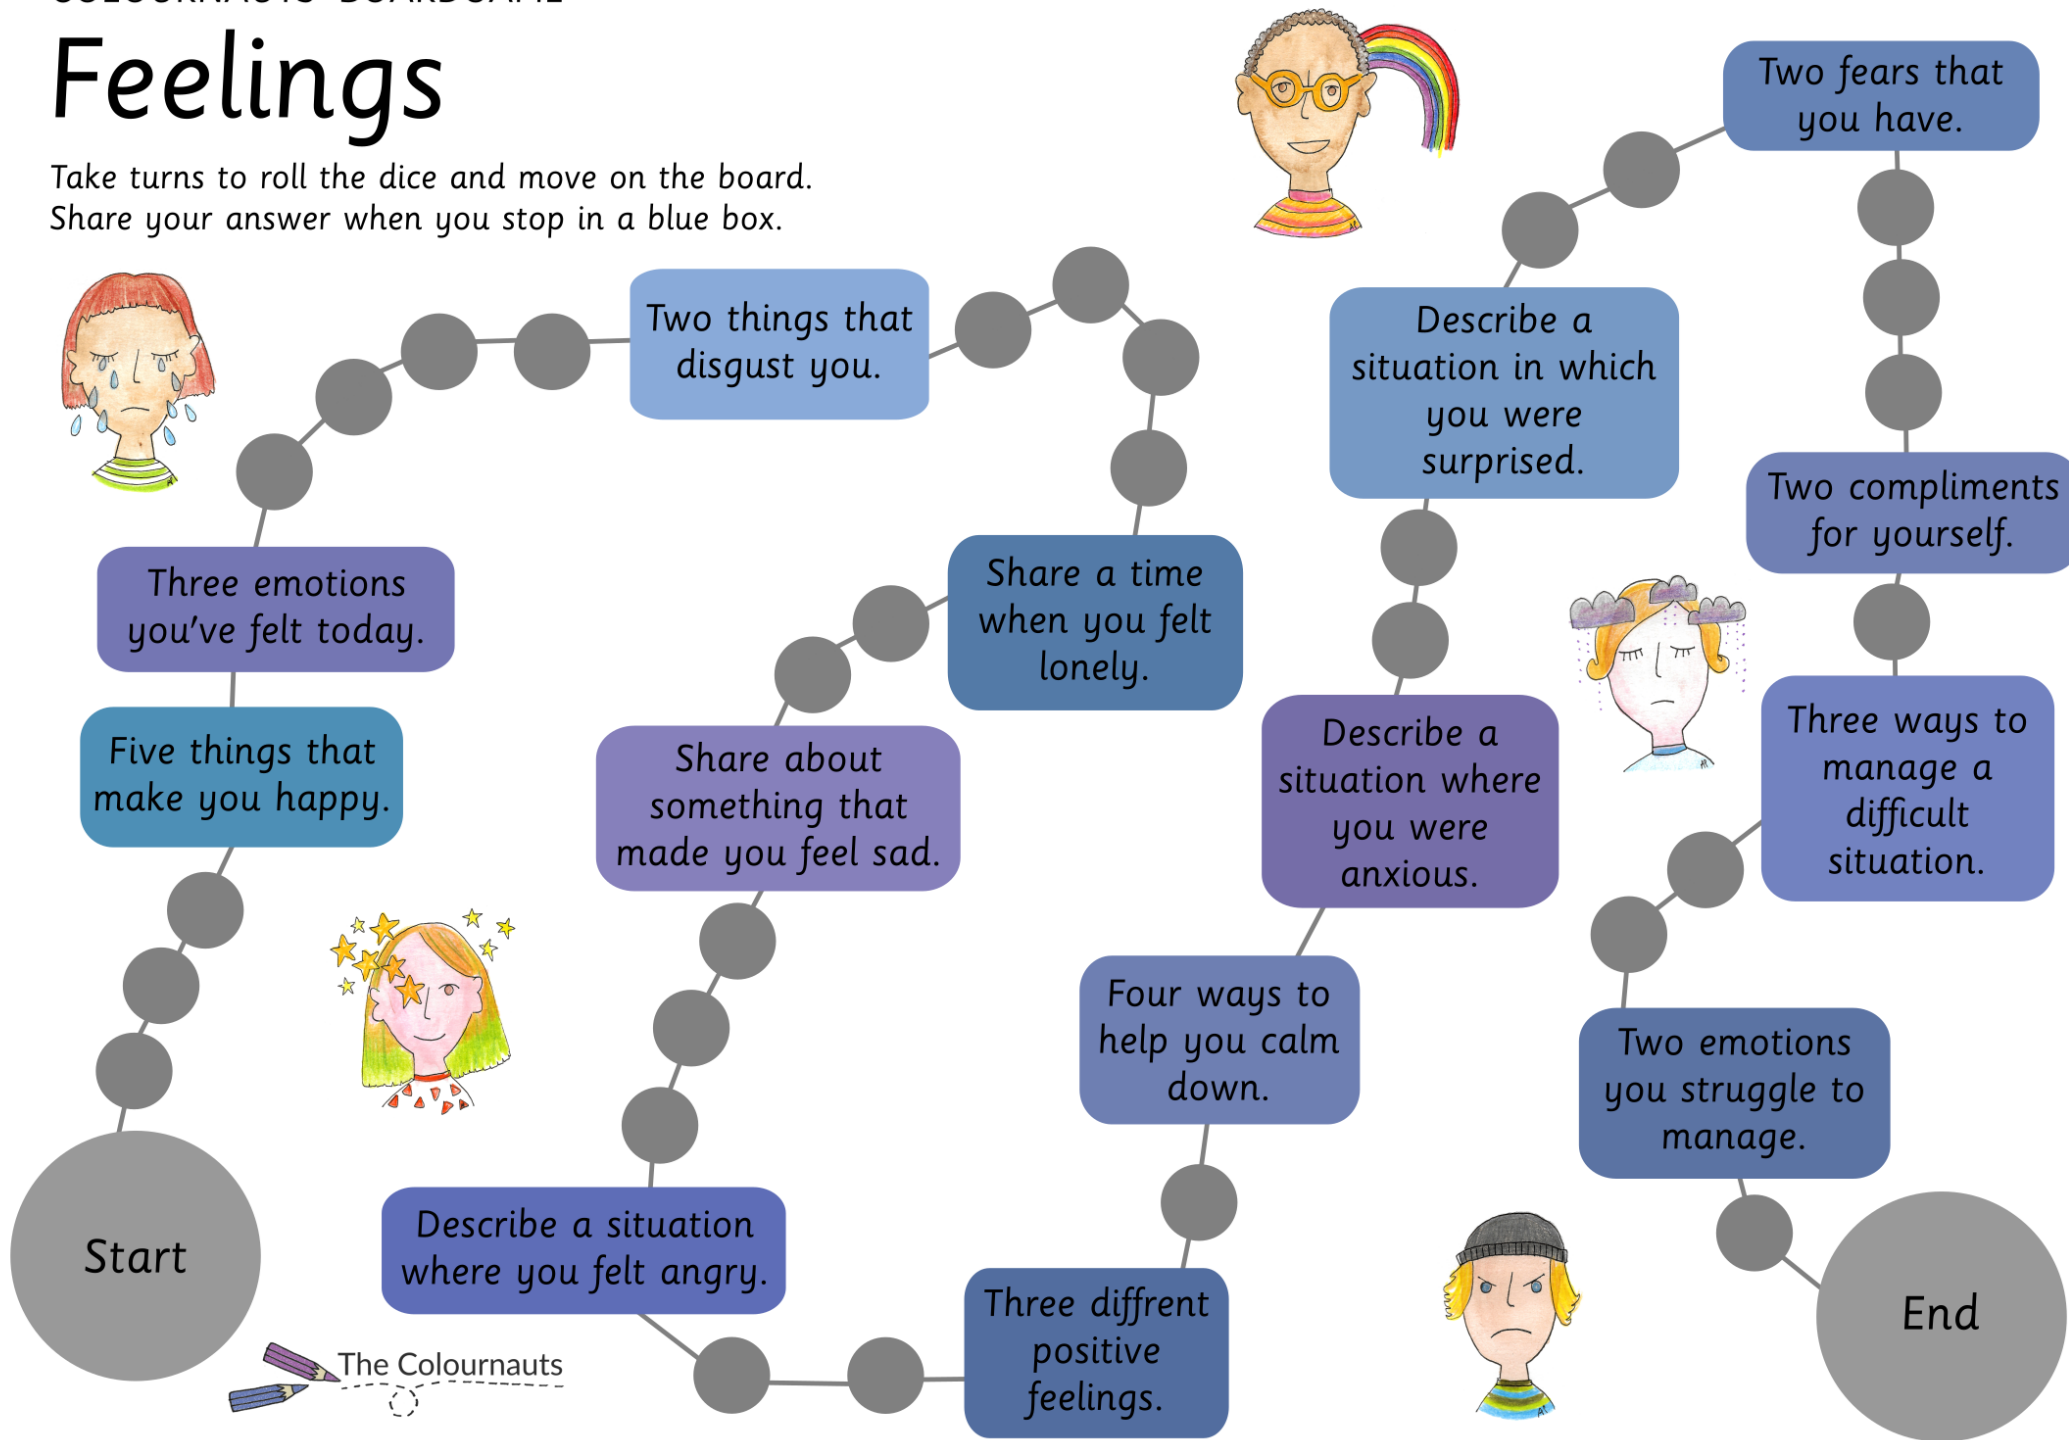 COLOURNAUTS BOARDGAME
Feelings
Take turns to roll the dice and move on the board.
Share your answer when you stop in a blue box.
Start
Five things that
make you happy.
Three emotions
you've felt today.
Two things that
disgust you.
Share a time
when you felt
lonely.
Share about
something that
made you feel sad.
Describe a situation
where you felt angry.
Three diffrent
positive
feelings.
Four ways to
help you calm
down.
Describe a
situation where
you were
anxious.
Describe a
situation in which
you were
surprised.
Two fears that
you have.
Two compliments
for yourself.
Three ways to
manage a
difficult
situation.
Two emotions
you struggle to
manage.
End
The Colournauts